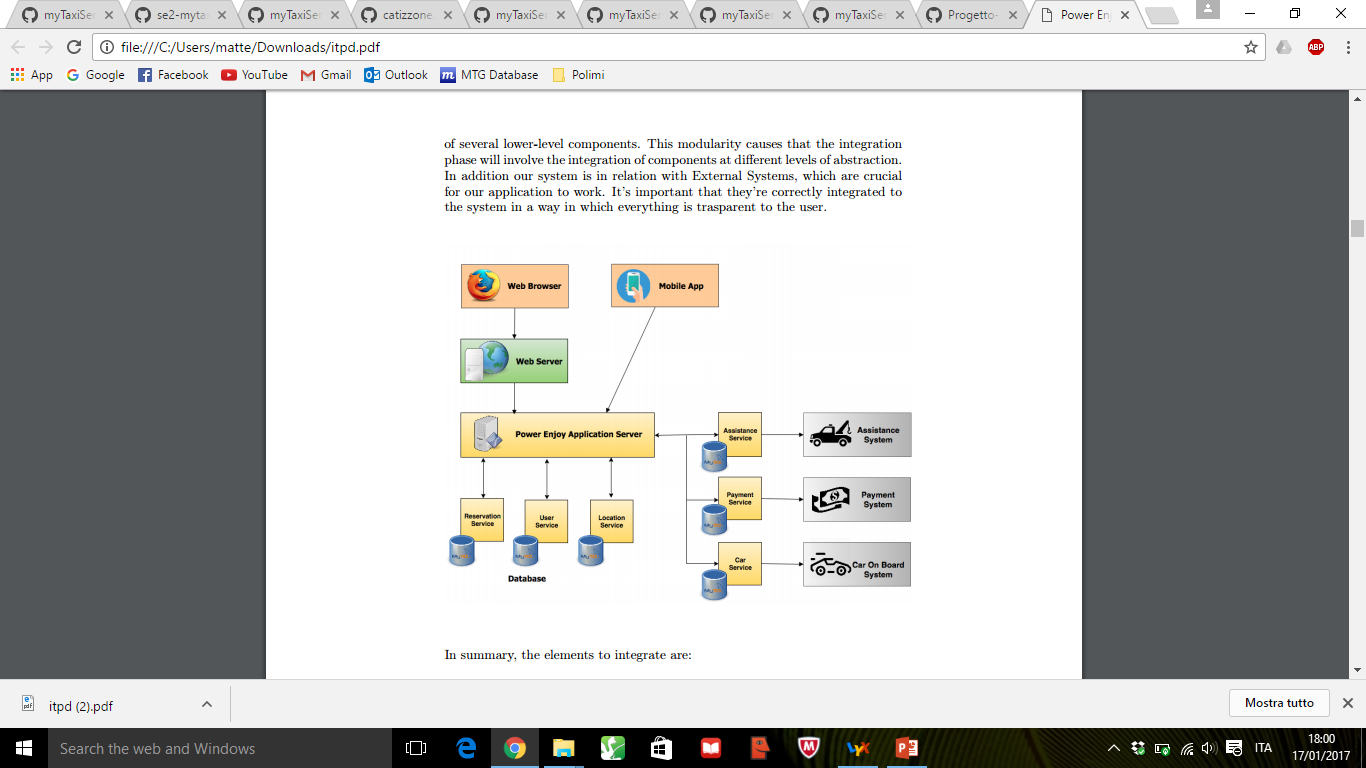 myTaxiSer
se2-myta
myTaxiSer
catizzone
myTaxiSer
myTaxiSer
myTaxiSer
myTaxiSer
Progetto-
Power En
file:///C:/Users/matte/Downloads/itpd.pdf
ABP
App Google Facebook YouTube Gmail Outlook MTG Database Polimi
of several lower-level components. This modularity causes that the integration
phase will involve the integration of components at different levels of abstraction.
In addition our system is in relation with External Systems, which are crucial
for our application to work. It's important that they're correctly integrated to
the system in a way in which everything is trasparent to the user.
Web Browser
Mobile App
Web Server
Power Enjoy Application Server
Assistance
Service
Assistance
System
Payment
Service
Payment
System
Reservation
Service
User
Service
Location
Service
Car
Service
Car On Board
System
Database
In summary, the elements to integrate are:
itpd (2).pdf
Mostra tutto
Search the web and Windows
ITA
18:00
17/01/2017